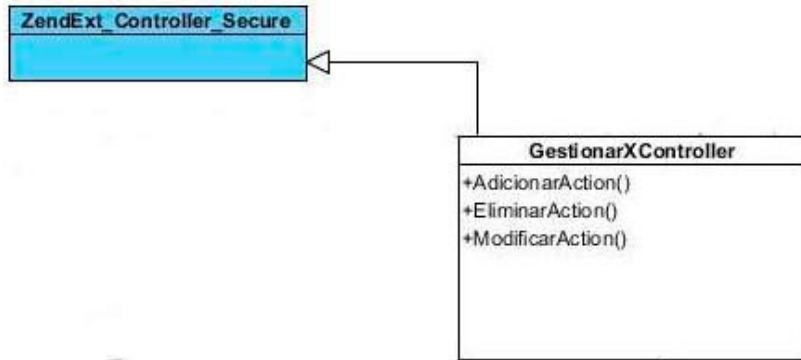 ZendExt_Controller_Secure
GestionarXController
+AdicionarAction()
+EliminarAction()
+ModificarAction()